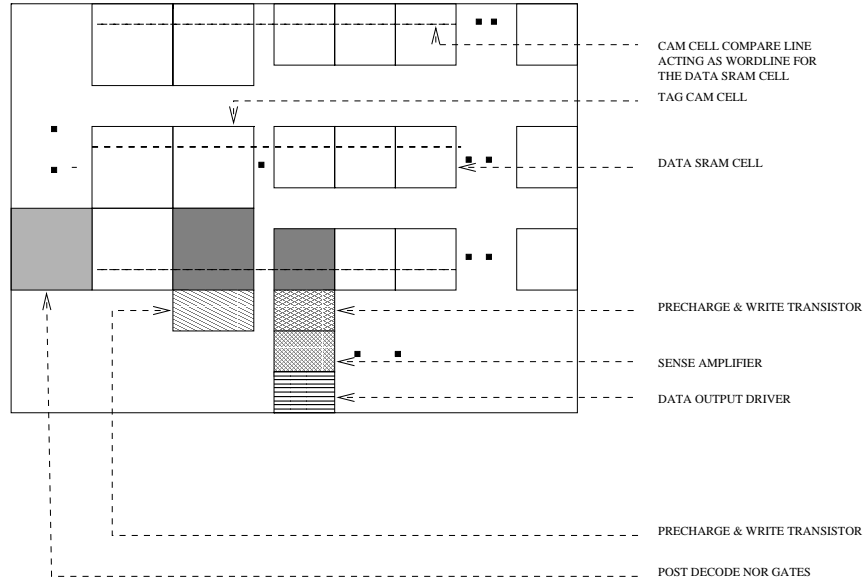 CAM CELL COMPARE LINE
ACTING AS WORDLINE FOR
THE DATA SRAM CELL
TAG CAM CELL
DATA SRAM CELL
PRECHARGE & WRITE TRANSISTOR
SENSE AMPLIFIER
DATA OUTPUT DRIVER
PRECHARGE & WRITE TRANSISTOR
POST DECODE NOR GATES